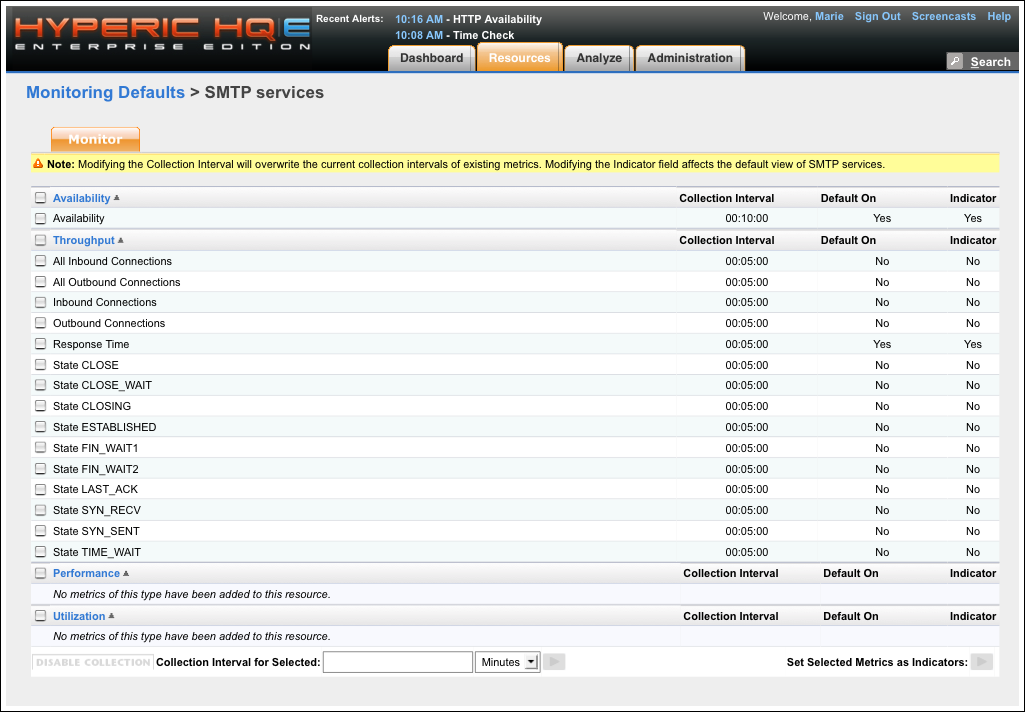 HYPERIC HQ|E
ENTERPRISE EDITION
Recent Alerts: 10:16 AM - HTTP Availability
10:08 AM - Time Check
Welcome, Marie Sign Out Screencasts Help
Dashboard Resources Analyze Administration
Search
Monitoring Defaults > SMTP services
Monitor
Note: Modifying the Collection Interval will overwrite the current collection intervals of existing metrics. Modifying the Indicator field affects the default view of SMTP services.
Availability Collection Interval Default On Indicator
Availability 00:10:00 Yes Yes
Throughput Collection Interval Default On Indicator
All Inbound Connections 00:05:00 No No
All Outbound Connections 00:05:00 No No
Inbound Connections 00:05:00 No No
Outbound Connections 00:05:00 No No
Response Time 00:05:00 Yes Yes
State CLOSE 00:05:00 No No
State CLOSE_WAIT 00:05:00 No No
State CLOSING 00:05:00 No No
State ESTABLISHED 00:05:00 No No
State FIN_WAIT1 00:05:00 No No
State FIN_WAIT2 00:05:00 No No
State LAST_ACK 00:05:00 No No
State SYN_RECV 00:05:00 No No
State SYN_SENT 00:05:00 No No
State TIME_WAIT 00:05:00 No No
Performance Collection Interval Default On Indicator
No metrics of this type have been added to this resource.
Utilization Collection Interval Default On Indicator
No metrics of this type have been added to this resource.
DISABLE COLLECTION Collection Interval for Selected: Minutes Set Selected Metrics as Indicators: